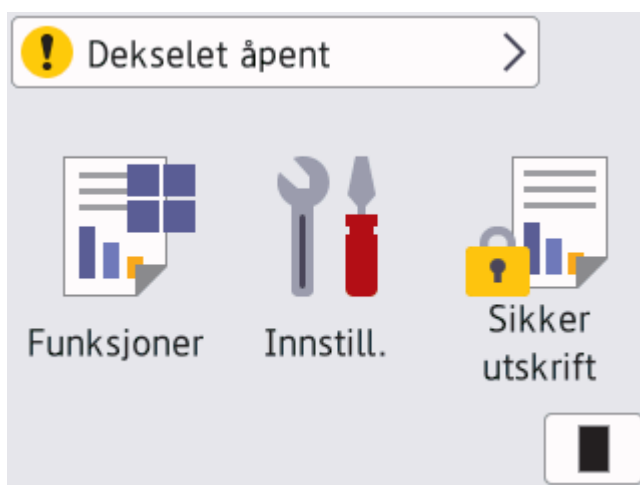 Dekselet åpent
Funksjoner
Innstill.
Sikker
utskrift